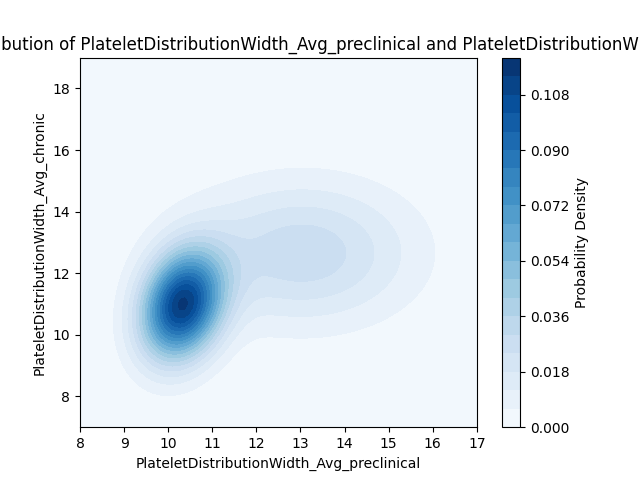 bution of PlateletDistributionWidth_Avg_preclinical and PlateletDistributionW
18
16
14
12
10
8
PlateletDistributionWidth_Avg_chronic
8 9 10 11 12 13 14 15 16 17
PlateletDistributionWidth_Avg_preclinical
0.108
0.090
0.072
0.054
0.036
0.018
0.000
Probability Density